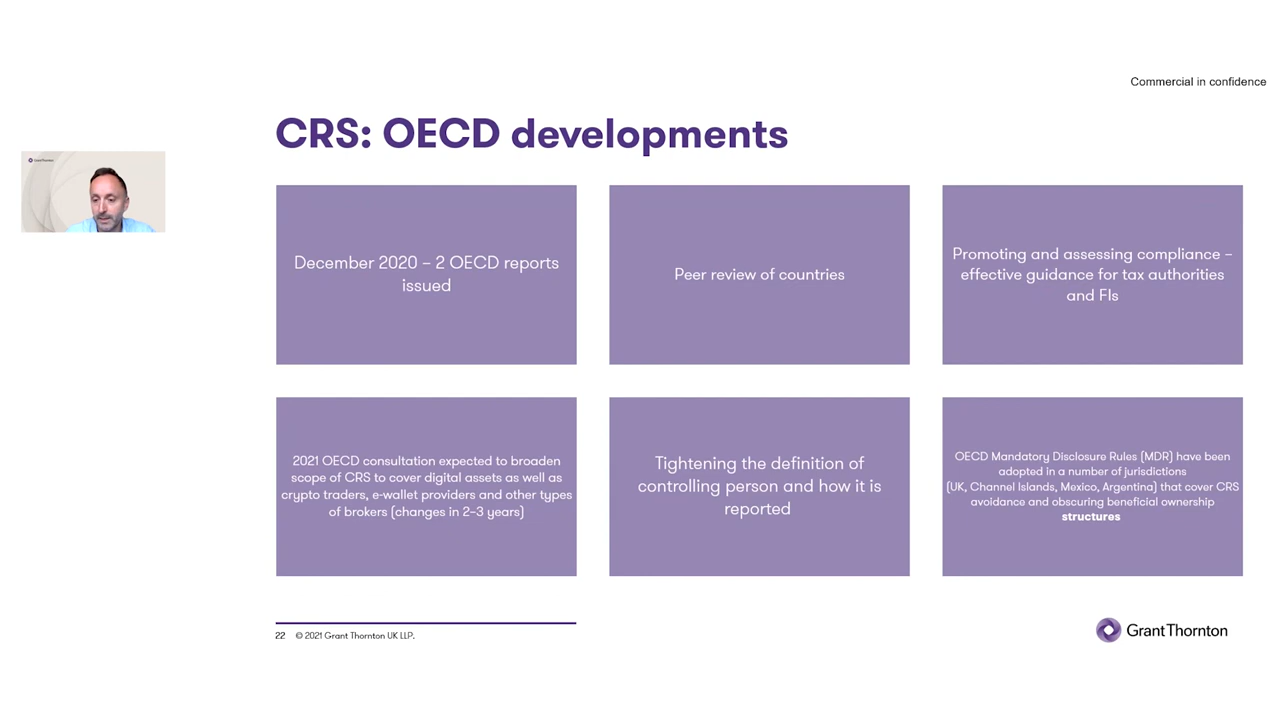 Commercial in confidence
CRS: OECD developments
GrantThornton
December 2020 – 2 OECD reports
issued
Peer review of countries
Promoting and assessing compliance –
effective guidance for tax authorities
and FIs
2021 OECD consultation expected to broaden
scope of CRS to cover digital assets as well as
crypto traders, e-wallet providers and other types
of brokers (changes in 2–3 years)
Tightening the definition of
controlling person and how it is
reported
OECD Mandatory Disclosure Rules (MDR) have been
adopted in a number of jurisdictions
(UK, Channel Islands, Mexico, Argentina) that cover CRS
avoidance and obscuring beneficial ownership
structures
22 © 2021 Grant Thornton UK LLP.
GrantThornton